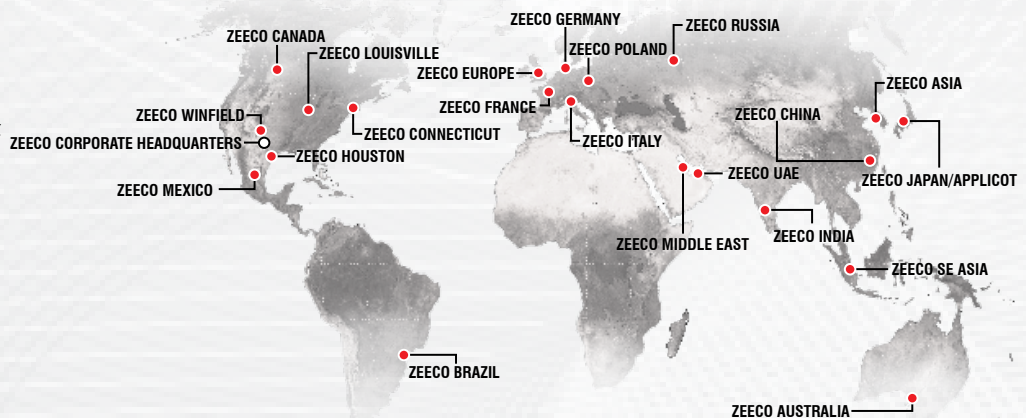 ZEECO CANADA
ZEECO LOUISVILLE
ZEECO WINFIELD
ZEECO CORPORATE HEADQUARTERS
ZEECO CONNECTICUT
ZEECO HOUSTON
ZEECO MEXICO
ZEECO BRAZIL
ZEECO GERMANY
ZEECO POLAND
ZEECO RUSSIA
ZEECO EUROPE
ZEECO FRANCE
ZEECO ITALY
ZEECO ASIA
ZEECO CHINA
ZEECO JAPAN/APPLICOT
ZEECO UAE
ZEECO MIDDLE EAST
ZEECO INDIA
ZEECO SE ASIA
ZEECO AUSTRALIA